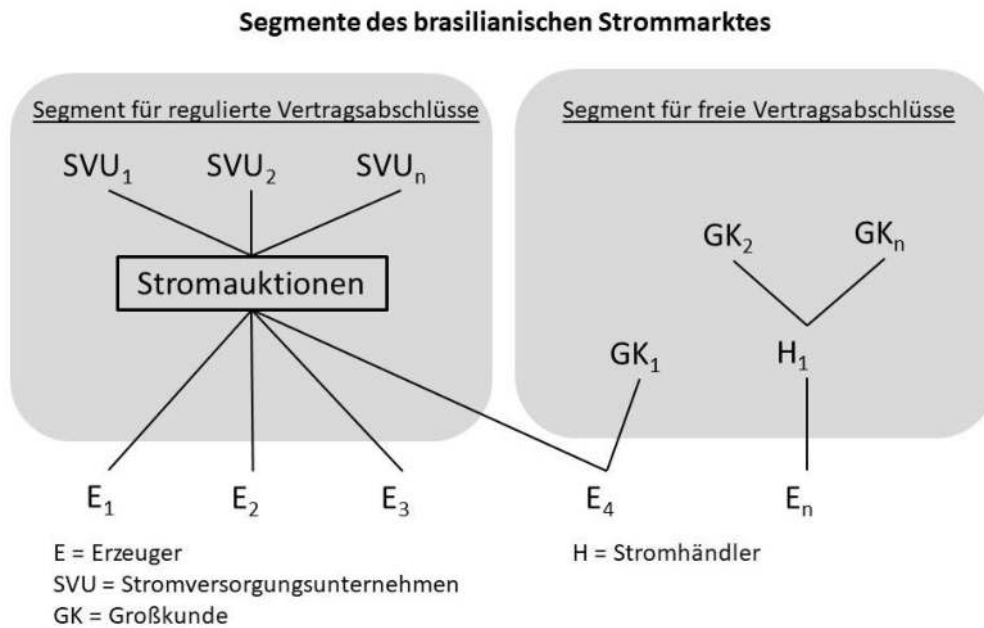 Segmente des brasilianischen Strommarktes
Segment für regulierte Vertragsabschlüsse
SVU₁ SVU₂ SVUₙ
Stromauktionen
Segment für freie Vertragsabschlüsse
GK₂ GKₙ
GK₁ H₁
E₁ E₂ E₃ E₄ Eₙ
E = Erzeuger
SVU = Stromversorgungsunternehmen
GK = Großkunde
H = Stromhändler